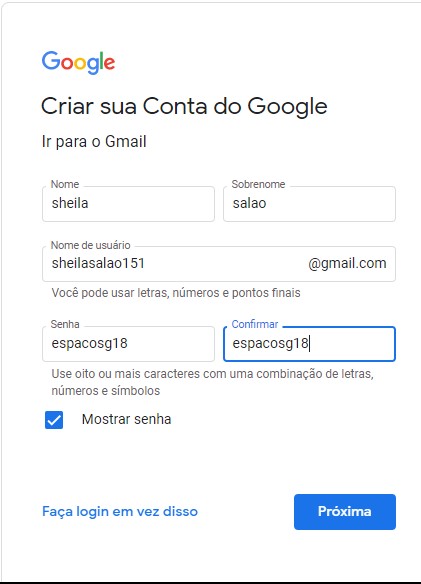 Google
Criar sua Conta do Google
Ir para o Gmail
Nome Sobrenome
sheila salao
Nome de usuário
sheilasalao151 @gmail.com
Você pode usar letras, números e pontos finais
Senha Confirmar
espacosg18 espacosg18
Use oito ou mais caracteres com uma combinação de letras,
números e símbolos
Mostrar senha
Faça login em vez disso Próxima